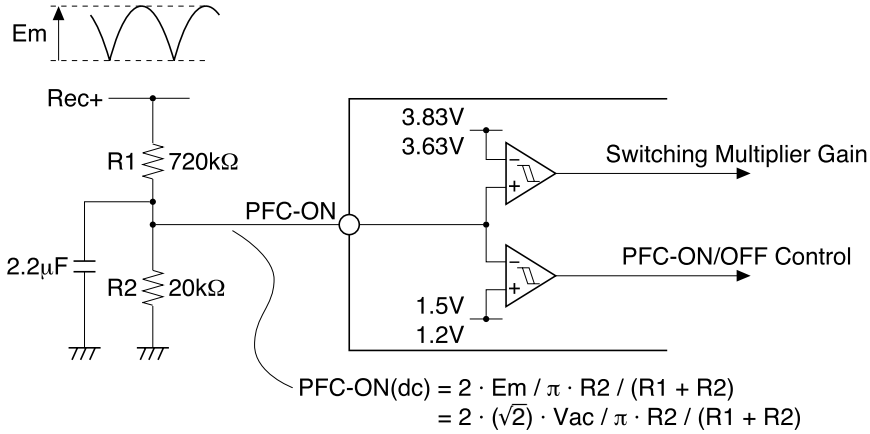 Em
Rec+
3.83V
3.63V
Switching Multiplier Gain
R1 720kΩ
PFC-ON
PFC-ON/OFF Control
2.2μF
R2 20kΩ
1.5V
1.2V
PFC-ON(dc) = 2 · Em / π · R2 / (R1 + R2)
= 2 · (√2) · Vac / π · R2 / (R1 + R2)